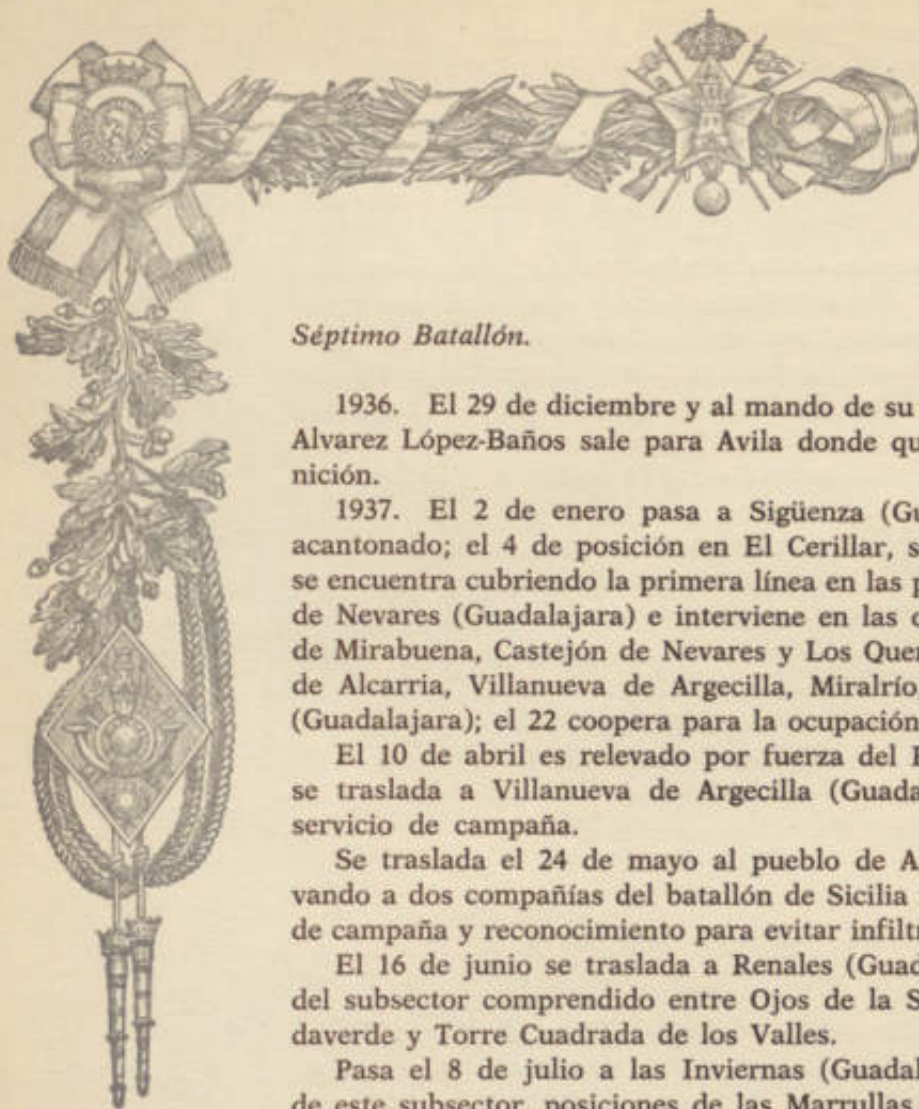 Séptimo Batallón.
1936. El 29 de diciembre y al mando de su
Alvarez López-Baños sale para Avila donde qu
nición.
1937. El 2 de enero pasa a Sigüenza (Gu
acantonado; el 4 de posición en El Cerillar, s
se encuentra cubriendo la primera línea en las p
de Nevares (Guadalajara) e interviene en las o
de Mirabuena, Castejón de Nevares y Los Quer
de Alcarria, Villanueva de Argecilla, Miralrío
(Guadalajara); el 22 coopera para la ocupación
El 10 de abril es relevado por fuerza del
se traslada a Villanueva de Argecilla (Guada
servicio de campaña.
Se traslada el 24 de mayo al pueblo de A
vando a dos compañías del batallón de Sicilia
de campaña y reconocimiento para evitar infiltr
El 16 de junio se traslada a Renales (Guad
del subsector comprendido entre Ojos de la S
daverde y Torre Cuadrada de los Valles.
Pasa el 8 de julio a las Inviernas (Guadal
de este subsector, posiciones de las Marrullas